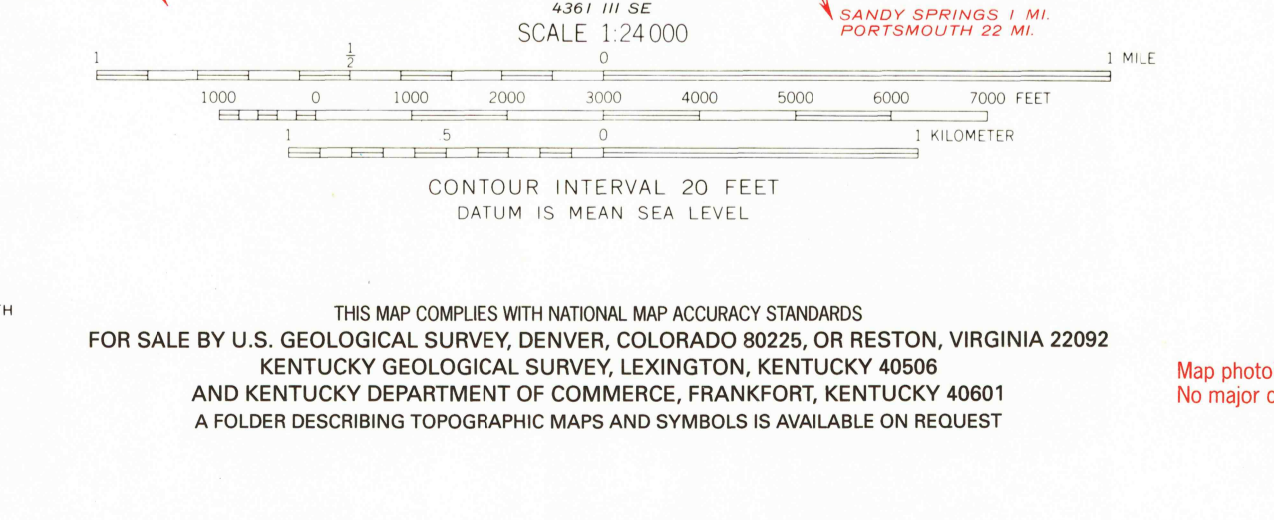 4361 III SE
SCALE 1:24 000
SANDY SPRINGS 1 MI.
PORTSMOUTH 22 MI.
1 1/2 0 1 MILE
1000 0 1000 2000 3000 4000 5000 6000 7000 FEET
1 .5 0 1 KILOMETER
CONTOUR INTERVAL 20 FEET
DATUM IS MEAN SEA LEVEL
THIS MAP COMPLIES WITH NATIONAL MAP ACCURACY STANDARDS
FOR SALE BY U.S. GEOLOGICAL SURVEY, DENVER, COLORADO 80225, OR RESTON, VIRGINIA 22092
KENTUCKY GEOLOGICAL SURVEY, LEXINGTON, KENTUCKY 40506
AND KENTUCKY DEPARTMENT OF COMMERCE, FRANKFORT, KENTUCKY 40601
A FOLDER DESCRIBING TOPOGRAPHIC MAPS AND SYMBOLS IS AVAILABLE ON REQUEST
Map photo
No major